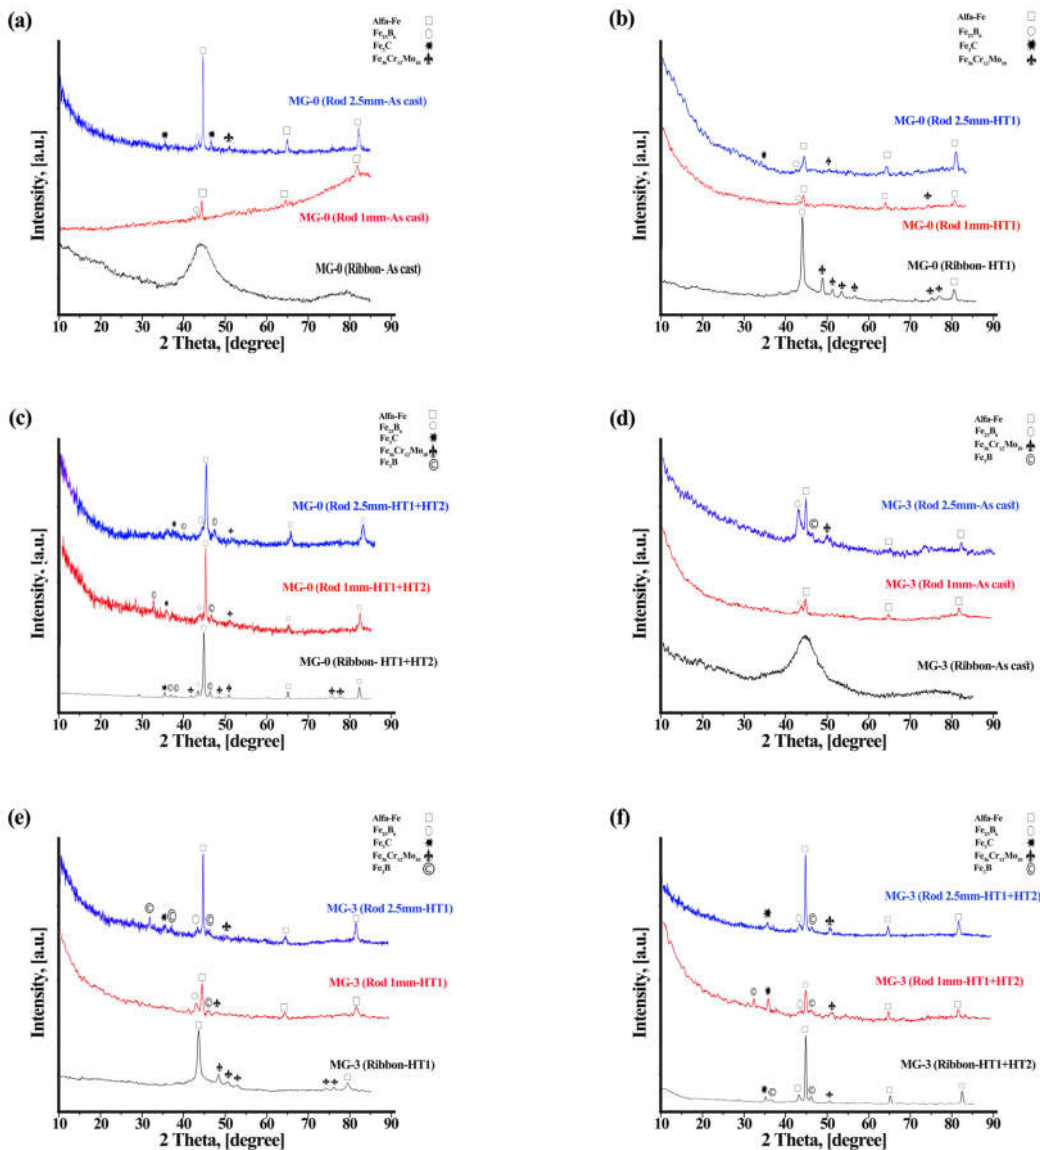 (a)
Alfa-Fe
Fe₂₃B₆
Fe₃C
Fe₃₆Cr₁₂Mo₁₀
MG-0 (Rod 2.5mm-As cast)
MG-0 (Rod 1mm-As cast)
MG-0 (Ribbon- As cast)
Intensity, [a.u.]
10 20 30 40 50 60 70 80 90
2 Theta, [degree]
(b)
Alfa-Fe
Fe₂₃B₆
Fe₃C
Fe₃₆Cr₁₂Mo₁₀
MG-0 (Rod 2.5mm-HT1)
MG-0 (Rod 1mm-HT1)
MG-0 (Ribbon- HT1)
Intensity, [a.u.]
10 20 30 40 50 60 70 80 90
2 Theta, [degree]
(c)
Alfa-Fe
Fe₂₃B₆
Fe₃C
Fe₃₆Cr₁₂Mo₁₀
Fe₃B
MG-0 (Rod 2.5mm-HT1+HT2)
MG-0 (Rod 1mm-HT1+HT2)
MG-0 (Ribbon- HT1+HT2)
Intensity, [a.u.]
10 20 30 40 50 60 70 80 90
2 Theta, [degree]
(d)
Alfa-Fe
Fe₂₃B₆
Fe₃C
Fe₃₆Cr₁₂Mo₁₀
Fe₃B
MG-3 (Rod 2.5mm-As cast)
MG-3 (Rod 1mm-As cast)
MG-3 (Ribbon-As cast)
Intensity, [a.u.]
10 20 30 40 50 60 70 80 90
2 Theta, [degree]
(e)
Alfa-Fe
Fe₂₃B₆
Fe₃C
Fe₃₆Cr₁₂Mo₁₀
Fe₃B
MG-3 (Rod 2.5mm-HT1)
MG-3 (Rod 1mm-HT1)
MG-3 (Ribbon-HT1)
Intensity, [a.u.]
10 20 30 40 50 60 70 80 90
2 Theta, [degree]
(f)
Alfa-Fe
Fe₂₃B₆
Fe₃C
Fe₃₆Cr₁₂Mo₁₀
Fe₃B
MG-3 (Rod 2.5mm-HT1+HT2)
MG-3 (Rod 1mm-HT1+HT2)
MG-3 (Ribbon-HT1+HT2)
Intensity, [a.u.]
10 20 30 40 50 60 70 80 90
2 Theta, [degree]